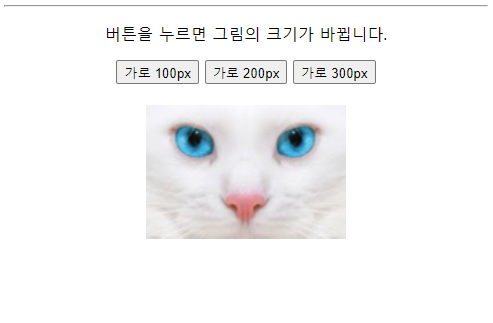 버튼을 누르면 그림의 크기가 바뀝니다.
가로 100px 가로 200px 가로 300px